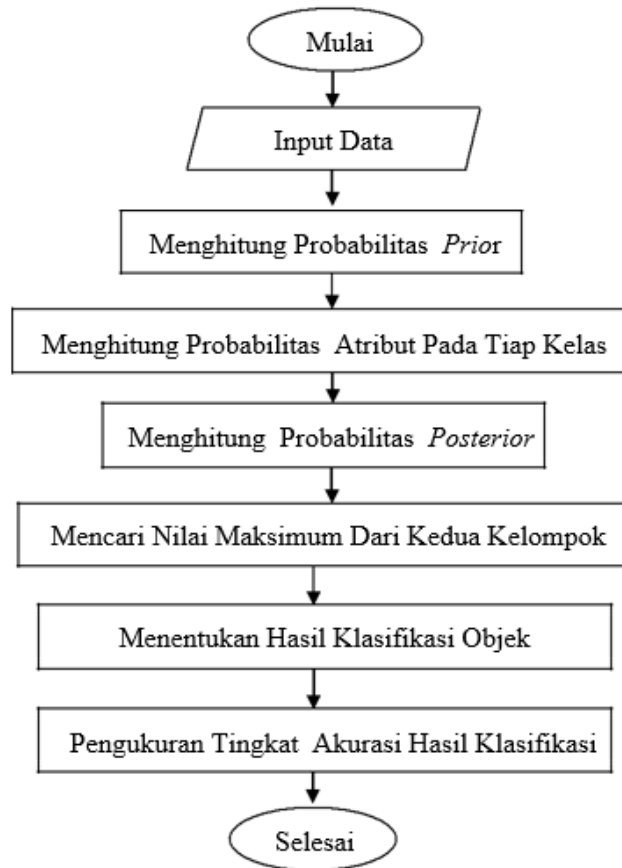 Mulai
Input Data
Menghitung Probabilitas Prior
Menghitung Probabilitas Atribut Pada Tiap Kelas
Menghitung Probabilitas Posterior
Mencari Nilai Maksimum Dari Kedua Kelompok
Menentukan Hasil Klasifikasi Objek
Pengukuran Tingkat Akurasi Hasil Klasifikasi
Selesai